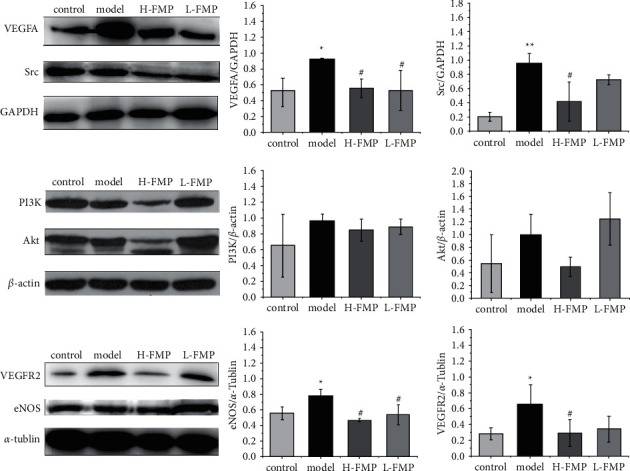 control model H-FMP L-FMP
VEGFA
Src
GAPDH
VEGFA/GAPDH
1.2
1.0
0.8
0.6
0.4
0.2
0.0
*
#
#
control model H-FMP L-FMP
Src/GAPDH
1.8
1.6
1.4
1.2
1.0
0.8
0.6
0.4
0.2
0.0
**
#
control model H-FMP L-FMP
control model H-FMP L-FMP
PI3K
Akt
β-actin
PI3K/β-actin
1.6
1.4
1.2
1.0
0.8
0.6
0.4
0.2
0.0
control model H-FMP L-FMP
Akt/β-actin
2.0
1.8
1.6
1.4
1.2
1.0
0.8
0.6
0.4
0.2
0.0
control model H-FMP L-FMP
control model H-FMP L-FMP
VEGFR2
eNOS
α-tublin
eNOS/α-Tublin
1.6
1.4
1.2
1.0
0.8
0.6
0.4
0.2
0.0
*
#
#
control model H-FMP L-FMP
VEGFR2/α-Tublin
1.6
1.4
1.2
1.0
0.8
0.6
0.4
0.2
0.0
*
#
control model H-FMP L-FMP